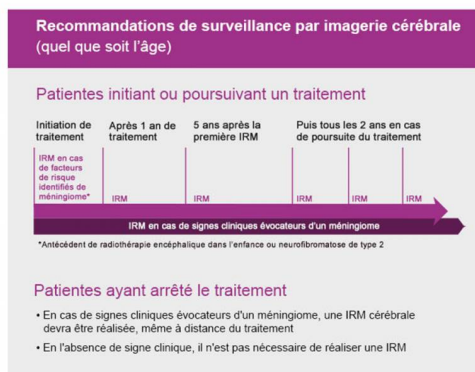 Recommandations de surveillance par imagerie cérébrale
(quel que soit l'âge)
Patientes initiant ou poursuivant un traitement
Initiation de
traitement
Après 1 an de
traitement
5 ans après la
première IRM
Puis tous les 2 ans en cas
de poursuite du traitement
IRM en cas
de facteurs
de risque
identifiés de
méningiome*
IRM
IRM
IRM
IRM
IRM
IRM en cas de signes cliniques évocateurs d'un méningiome
*Antécédent de radiothérapie encéphalique dans l'enfance ou neurofibromatose de type 2
Patientes ayant arrêté le traitement
• En cas de signes cliniques évocateurs d'un méningiome, une IRM cérébrale
devra être réalisée, même à distance du traitement
• En l'absence de signe clinique, il n'est pas nécessaire de réaliser une IRM